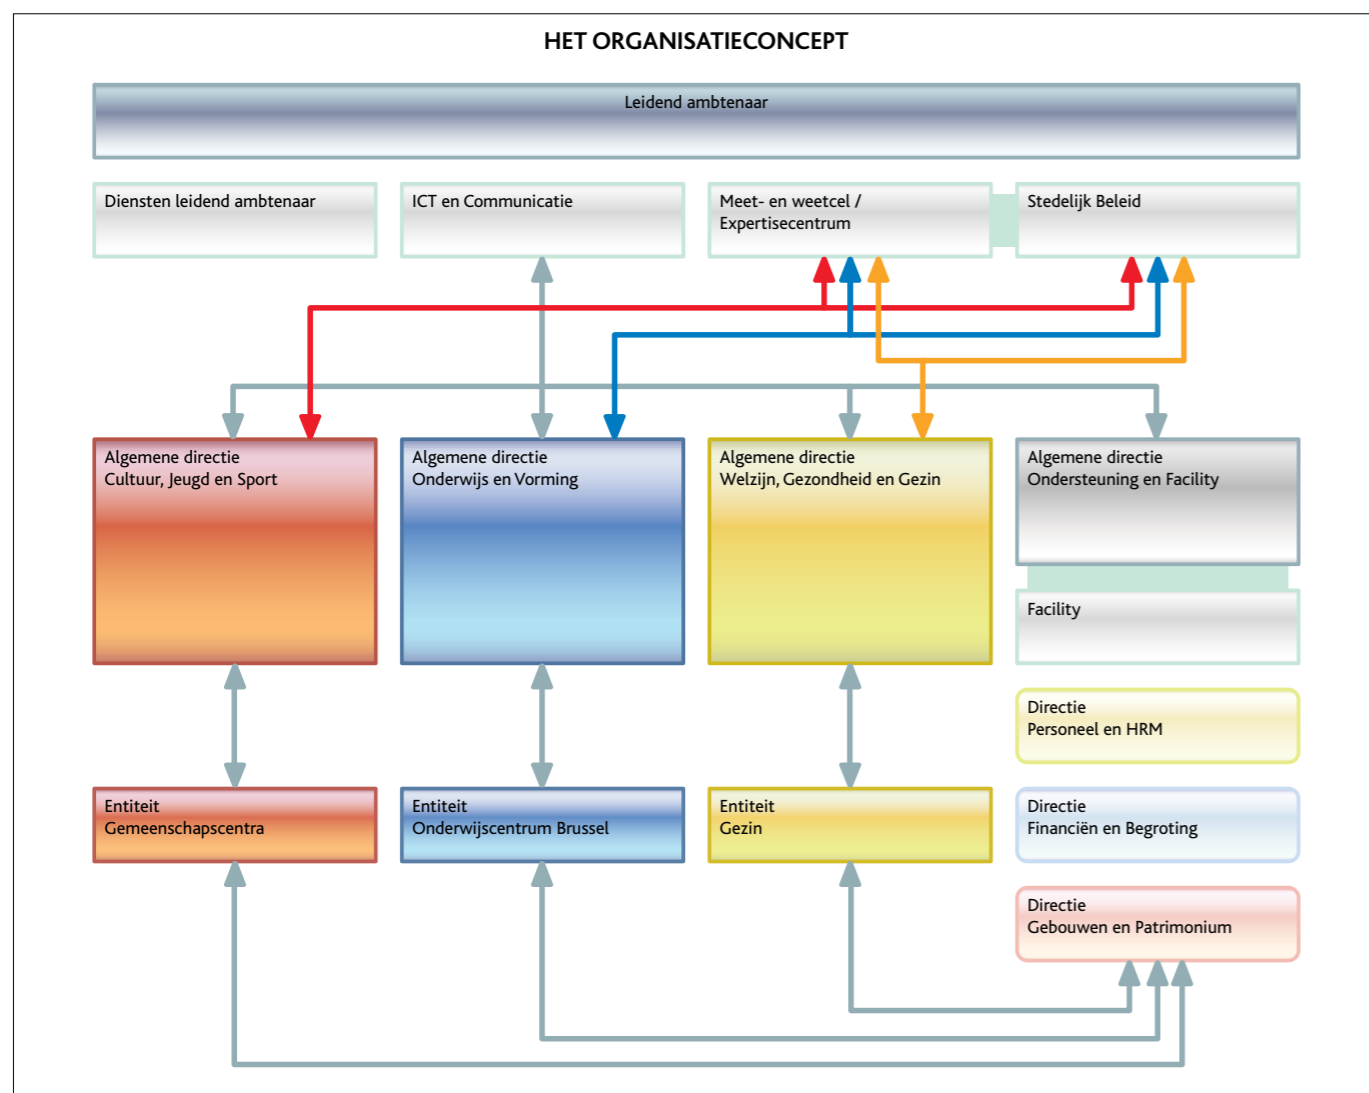 HET ORGANISATIECONCEPT
Leidend ambtenaar
Diensten leidend ambtenaar
ICT en Communicatie
Meet- en weetcel /
Expertisecentrum
Stedelijk Beleid
Algemene directie
Cultuur, Jeugd en Sport
Algemene directie
Onderwijs en Vorming
Algemene directie
Welzijn, Gezondheid en Gezin
Algemene directie
Ondersteuning en Facility
Facility
Directie
Personeel en HRM
Entiteit
Gemeenschapscentra
Entiteit
Onderwijscentrum Brussel
Entiteit
Gezin
Directie
Financiën en Begroting
Directie
Gebouwen en Patrimonium